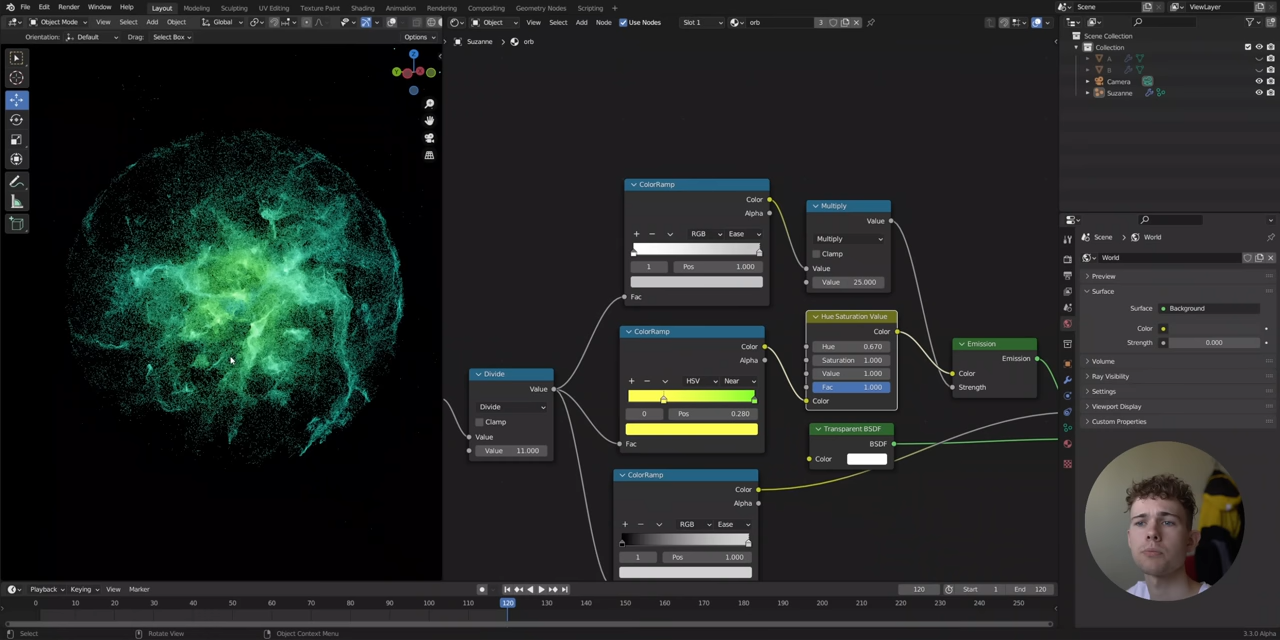 File Edit Render Window Help Layout Modeling Sculpting UV Editing Texture Paint Shading Animation Rendering Compositing Geometry Nodes Scripting + Scene ViewLayer
Object Mode View Select Add Object Global Object View Select Add Node Use Nodes Slot 1 orb 3
Orientation: Default Drag: Select Box Options
Suzanne > orb
Scene Collection
Collection
A
B
Camera
Suzanne
ColorRamp
Color
Alpha
RGB Ease
1 Pos 1.000
Fac
Multiply
Value
Multiply
Clamp
Value
Value 25.000
ColorRamp
Color
Alpha
HSV Near
0 Pos 0.280
Fac
Hue Saturation Value
Color
Hue 0.670
Saturation 1.000
Value 1.000
Fac 1.000
Color
Emission
Emission
Color
Strength
Divide
Value
Divide
Clamp
Value
Value 11.000
Transparent BSDF
BSDF
Color
ColorRamp
Color
Alpha
RGB Ease
1 Pos 1.000
Scene > World
World
Preview
Surface
Surface Background
Color
Strength 0.000
Volume
Ray Visibility
Settings
Viewport Display
Custom Properties
Playback Keying View Marker 120 Start 1 End 120
0 10 20 30 40 50 60 70 80 90 100 110 120 130 140 150 160 170 180 190 200 210 220 230 240 250
Select Rotate View Object Context Menu 3.3.0 Alpha